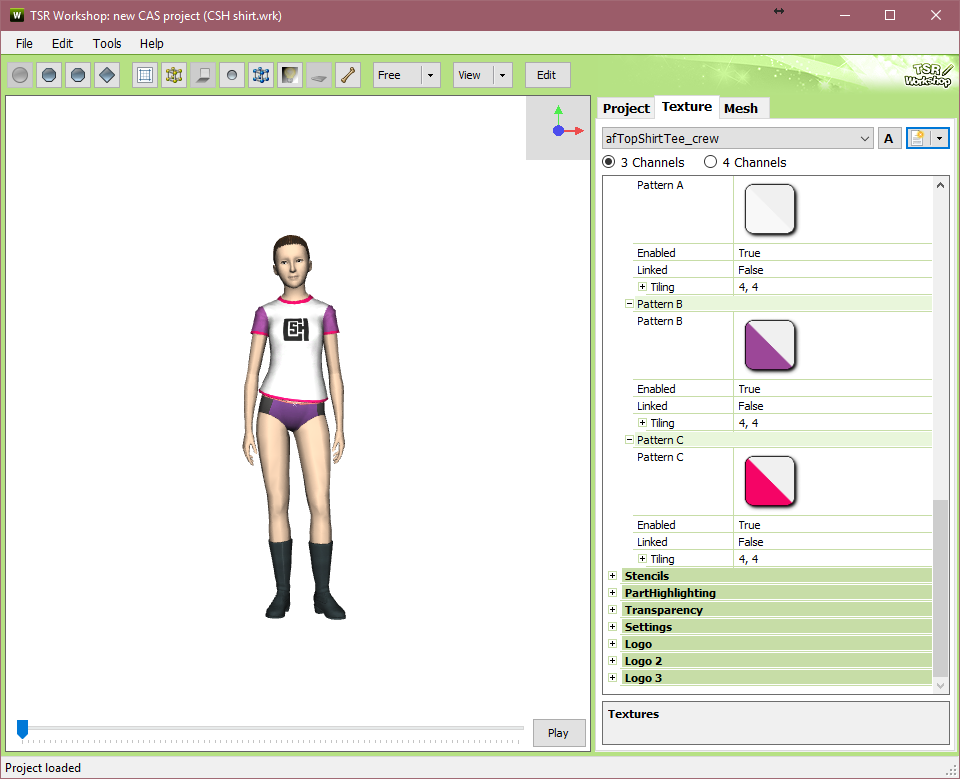 TSR Workshop: new CAS project (CSH shirt.wrk)
File Edit Tools Help
Free View Edit
TSR Workshop
Project Texture Mesh
afTopShirtTee_crew A
3 Channels 4 Channels
Pattern A
Enabled True
Linked False
Tiling 4, 4
Pattern B
Pattern B
Enabled True
Linked False
Tiling 4, 4
Pattern C
Pattern C
Enabled True
Linked False
Tiling 4, 4
Stencils
PartHighlighting
Transparency
Settings
Logo
Logo 2
Logo 3
CSH
Play
Textures
Project loaded